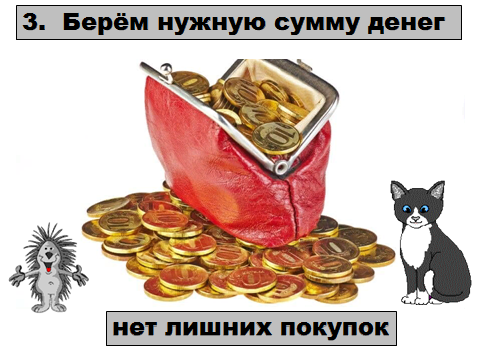 3. Берём нужную сумму денег
нет лишних покупок